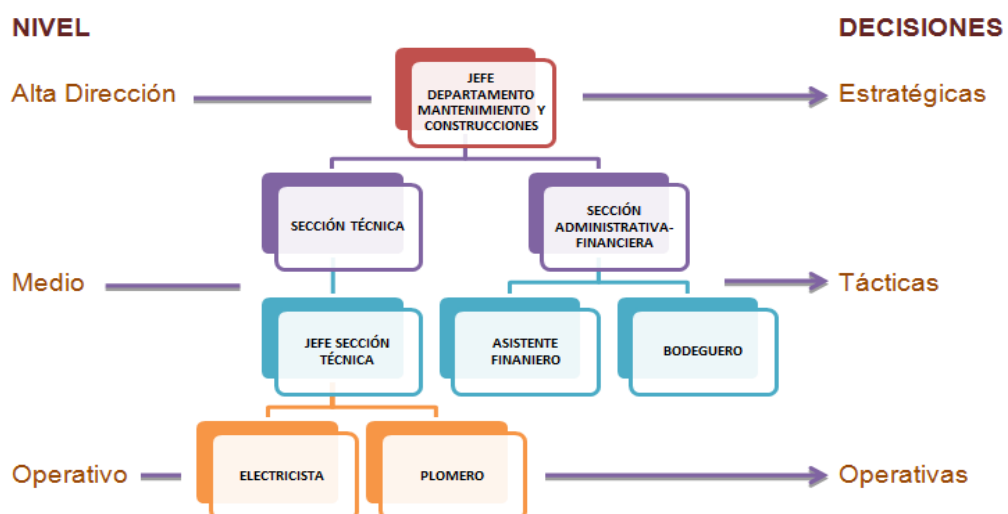 NIVEL
DECISIONES
Alta Dirección
JEFE
DEPARTAMENTO
MANTENIMIENTO Y
CONSTRUCCIONES
Estratégicas
SECCIÓN TÉCNICA
SECCIÓN
ADMINISTRATIVA-
FINANCIERA
Medio
Tácticas
JEFE SECCIÓN
TÉCNICA
ASISTENTE
FINANIERO
BODEGUERO
Operativo
ELECTRICISTA
PLOMERO
Operativas